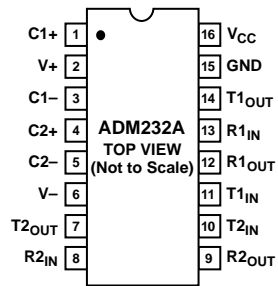 C1+ 1 16 VCC
V+ 2 15 GND
C1– 3 14 T1OUT
C2+ 4 ADM232A 13 R1IN
C2– 5 TOP VIEW 12 R1OUT
(Not to Scale)
V– 6 11 T1IN
T2OUT 7 10 T2IN
R2IN 8 9 R2OUT